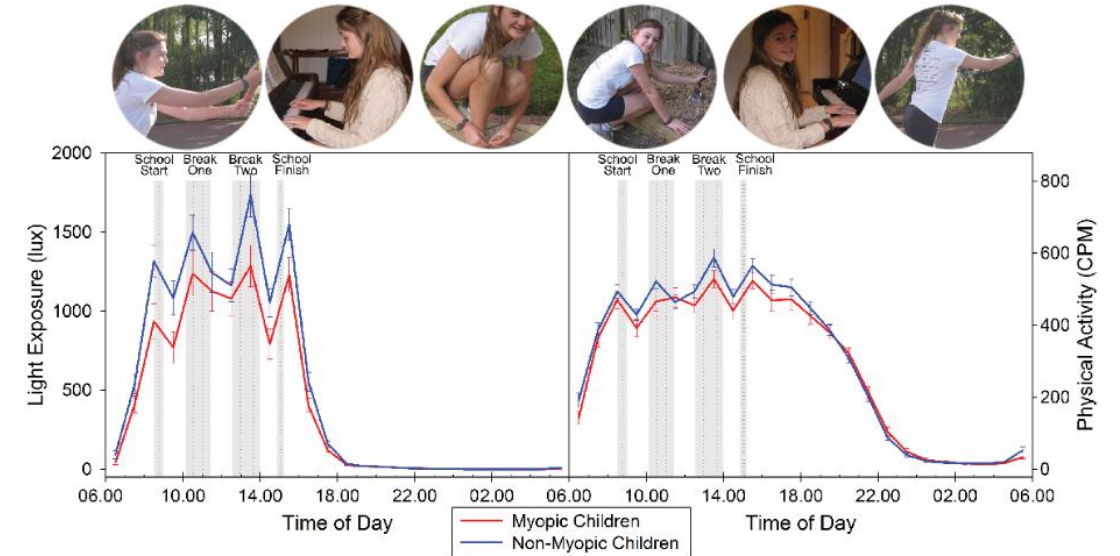 2000
1500
1000
500
0
Light Exposure (lux)
School Start
Break One
Break Two
School Finish
School Start
Break One
Break Two
School Finish
800
600
400
200
0
Physical Activity (CPM)
06.00 10.00 14.00 18.00 22.00 02.00 06.00 10.00 14.00 18.00 22.00 02.00 06.00
Time of Day
Time of Day
Myopic Children
Non-Myopic Children